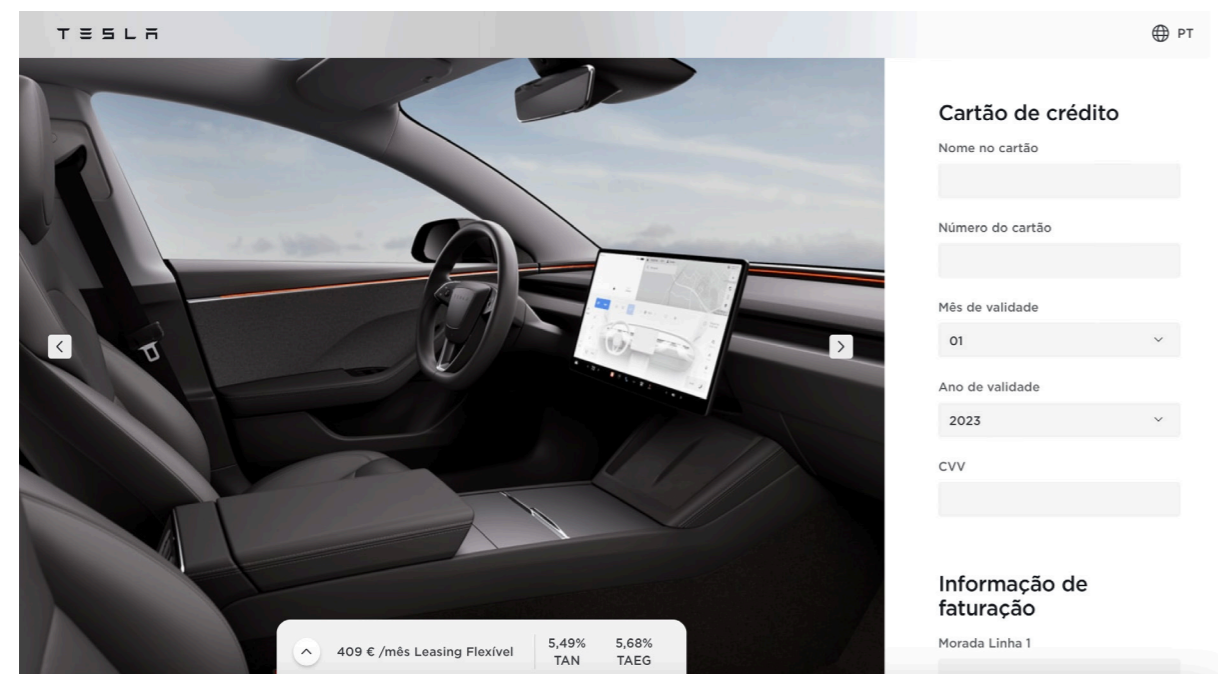 TESLA
PT
Cartão de crédito
Nome no cartão
Número do cartão
Mês de validade
01
Ano de validade
2023
CVV
Informação de
faturação
Morada Linha 1
409 € /mês Leasing Flexível
5,49%
TAN
5,68%
TAEG